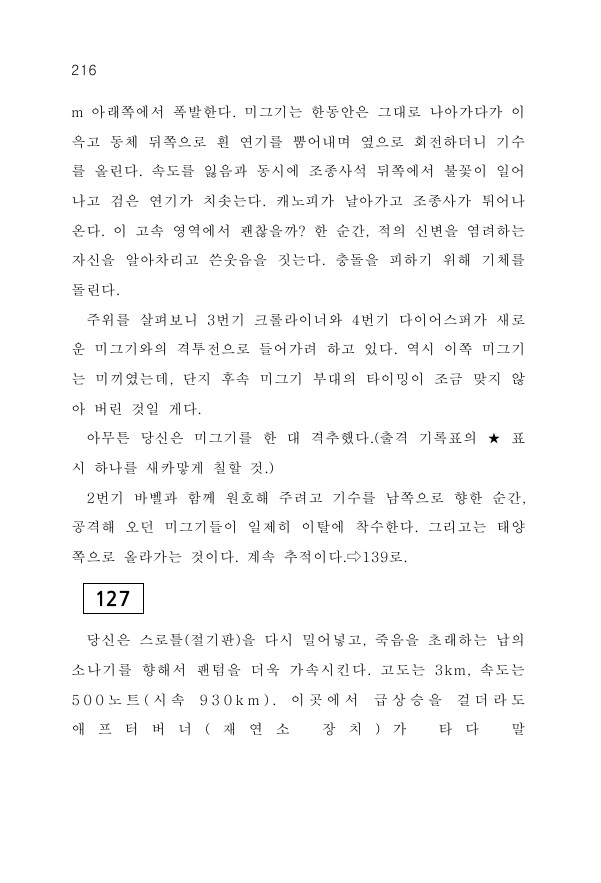 216
m 아래쪽에서 폭발한다. 미그기는 한동안은 그대로 나아가다가 이
윽고 동체 뒤쪽으로 흰 연기를 뿜어내며 옆으로 회전하더니 기수
를 올린다. 속도를 잃음과 동시에 조종사석 뒤쪽에서 불꽃이 일어
나고 검은 연기가 치솟는다. 캐노피가 날아가고 조종사가 튀어나
온다. 이 고속 영역에서 괜찮을까? 한 순간, 적의 신변을 염려하는
자신을 알아차리고 쓴웃음을 짓는다. 충돌을 피하기 위해 기체를
돌린다.
주위를 살펴보니 3번기 크롤라이너와 4번기 다이어스퍼가 새로
운 미그기와의 격투전으로 들어가려 하고 있다. 역시 이쪽 미그기
는 미끼였는데, 단지 후속 미그기 부대의 타이밍이 조금 맞지 않
아 버린 것일 게다.
아무튼 당신은 미그기를 한 대 격추했다.(출격 기록표의 ★ 표
시 하나를 새카맣게 칠할 것.)
2번기 바벨과 함께 원호해 주려고 기수를 남쪽으로 향한 순간,
공격해 오던 미그기들이 일제히 이탈에 착수한다. 그리고는 태양
쪽으로 올라가는 것이다. 계속 추적이다.⇨139로.
127
당신은 스로틀(절기판)을 다시 밀어넣고, 죽음을 초래하는 납의
소나기를 향해서 팬텀을 더욱 가속시킨다. 고도는 3km, 속도는
500노트(시속 930km). 이곳에서 급상승을 걸더라도
애프터버너(재연소 장치)가 타다 말